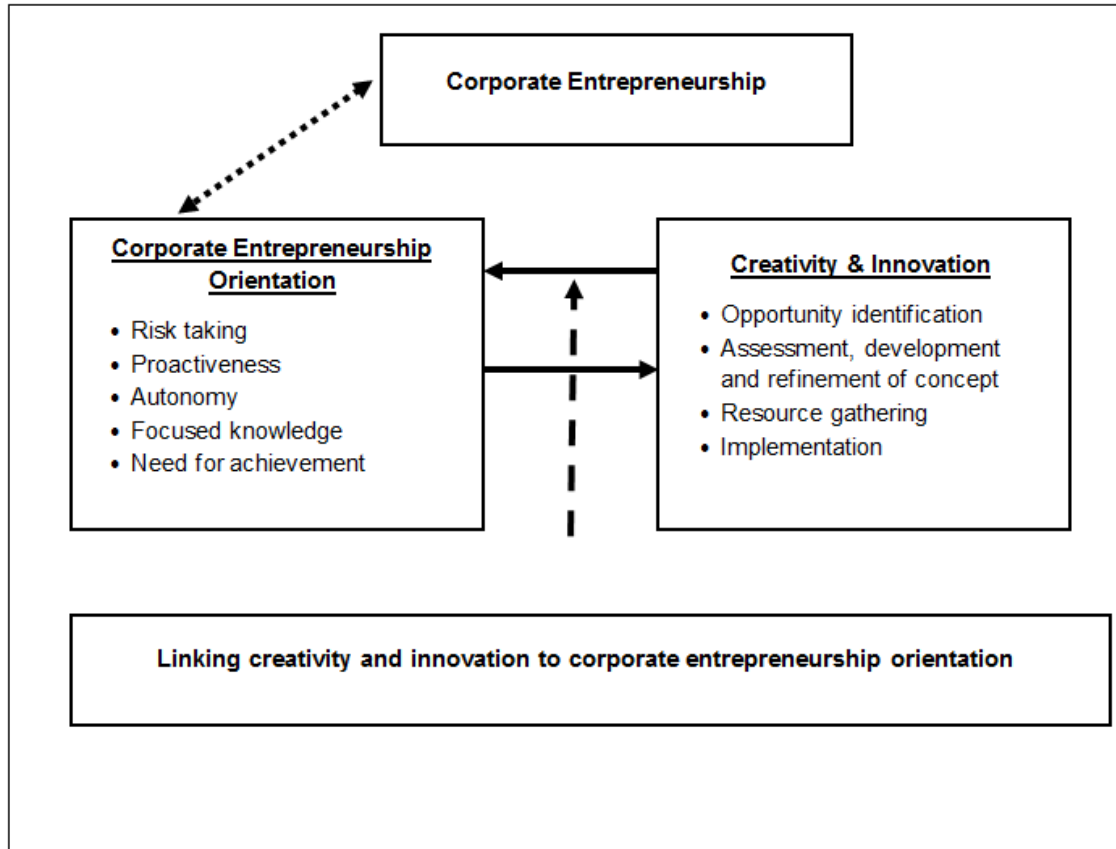 Corporate Entrepreneurship
Corporate Entrepreneurship
Orientation
• Risk taking
• Proactiveness
• Autonomy
• Focused knowledge
• Need for achievement
Creativity & Innovation
• Opportunity identification
• Assessment, development
and refinement of concept
• Resource gathering
• Implementation
Linking creativity and innovation to corporate entrepreneurship orientation